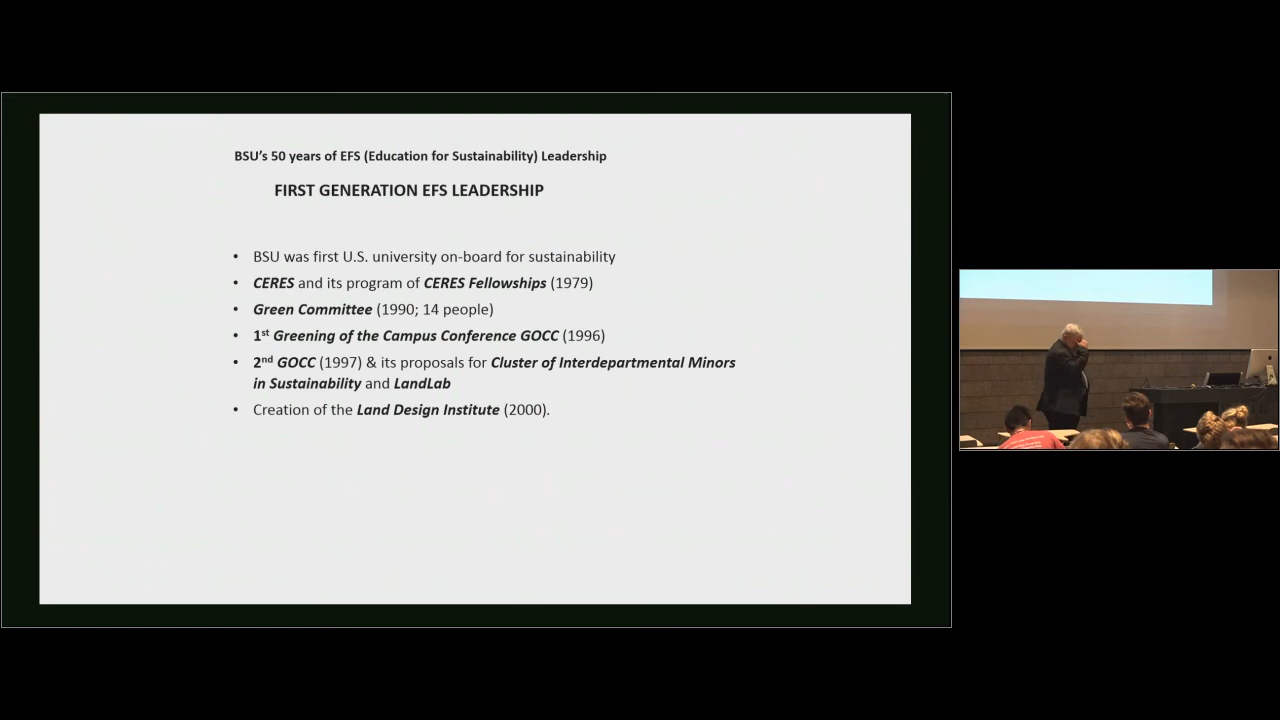 BSU's 50 years of EFS (Education for Sustainability) Leadership
FIRST GENERATION EFS LEADERSHIP
• BSU was first U.S. university on-board for sustainability
• CERES and its program of CERES Fellowships (1979)
• Green Committee (1990; 14 people)
• 1st Greening of the Campus Conference GOCC (1996)
• 2nd GOCC (1997) & its proposals for Cluster of Interdepartmental Minors
in Sustainability and LandLab
• Creation of the Land Design Institute (2000).